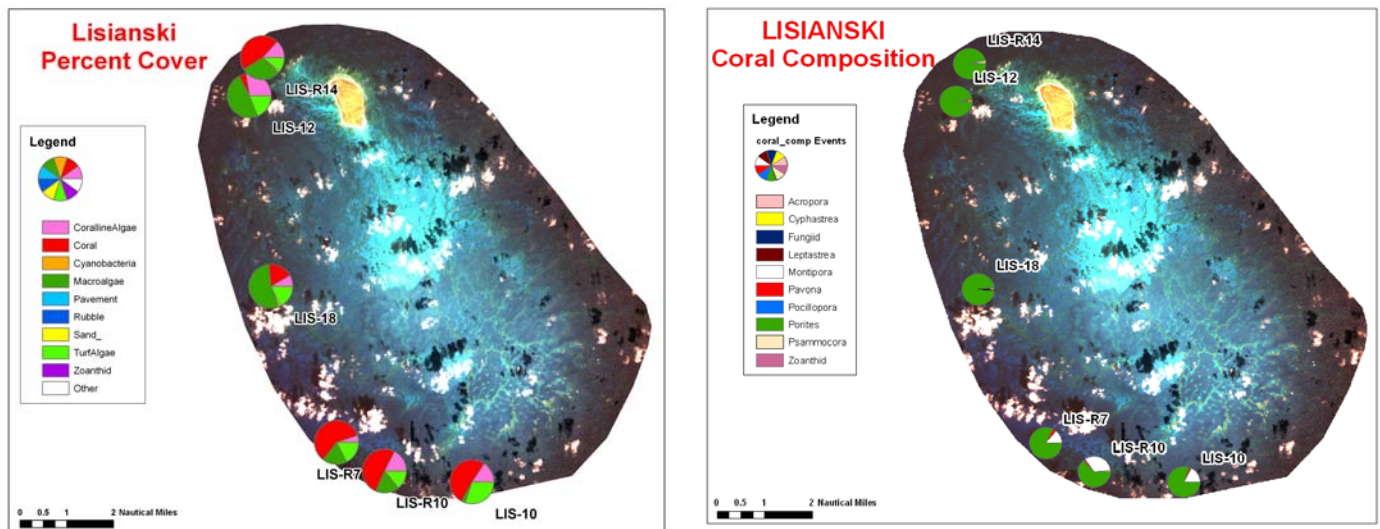 Lisianski
Percent Cover
LIS-R14
LIS-12
Legend
CorallineAlgae
Coral
Cyanobacteria
Macroalgae
Pavement
Rubble
Sand_
TurfAlgae
Zoanthid
Other
LIS-18
LIS-R7
LIS-R10
LIS-10
0 0.5 1 2 Nautical Miles
LISIANSKI
Coral Composition
LIS-R14
LIS-12
Legend
coral_comp Events
Acropora
Cyphastrea
Fungiid
Leptastrea
Montipora
Pavona
Pocillopora
Porites
Psammocora
Zoanthid
LIS-18
LIS-R7
LIS-R10
LIS-10
0 0.5 1 2 Nautical Miles